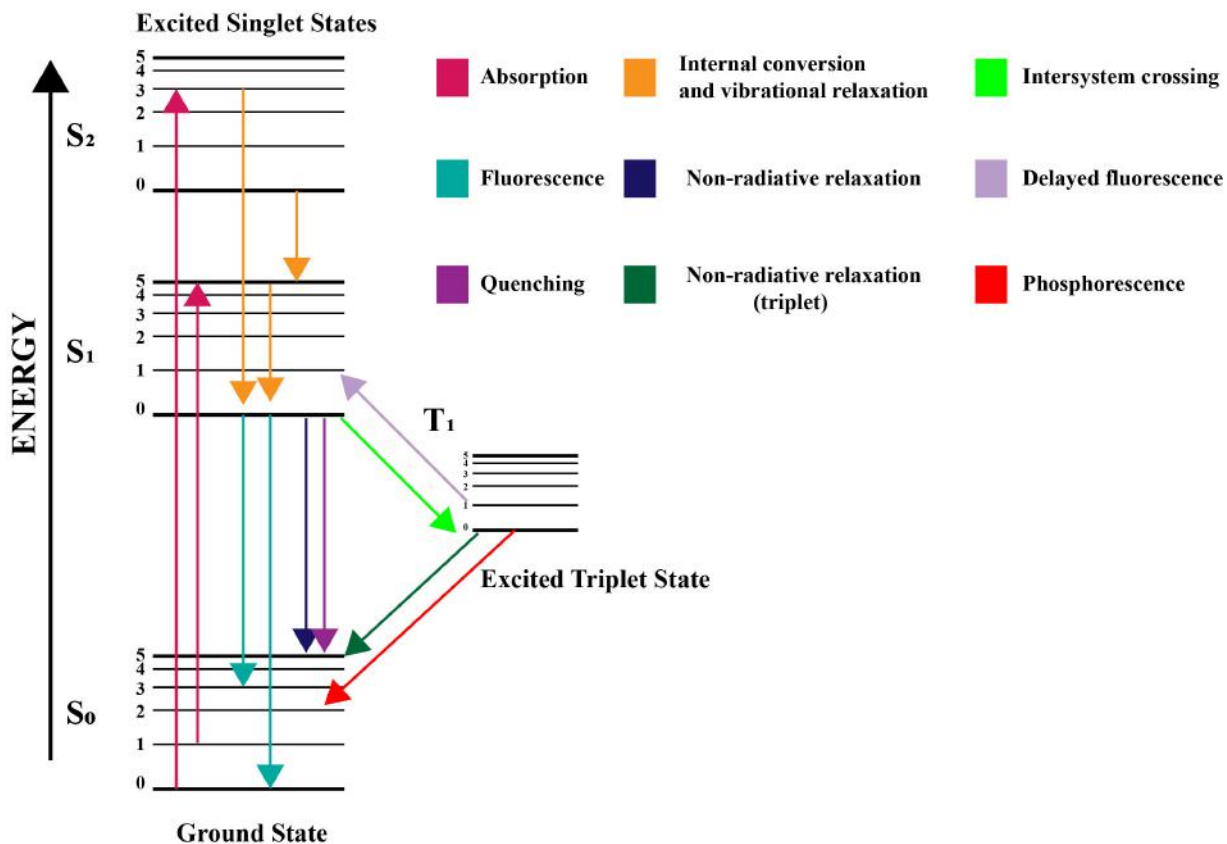 Excited Singlet States
5
4
3
2
1
0
S₂
5
4
3
2
1
0
S₁
ENERGY
5
4
3
2
1
0
S₀
Ground State
T₁
5
4
3
2
1
0
Excited Triplet State
Absorption
Internal conversion
and vibrational relaxation
Intersystem crossing
Fluorescence
Non-radiative relaxation
Delayed fluorescence
Quenching
Non-radiative relaxation
(triplet)
Phosphorescence